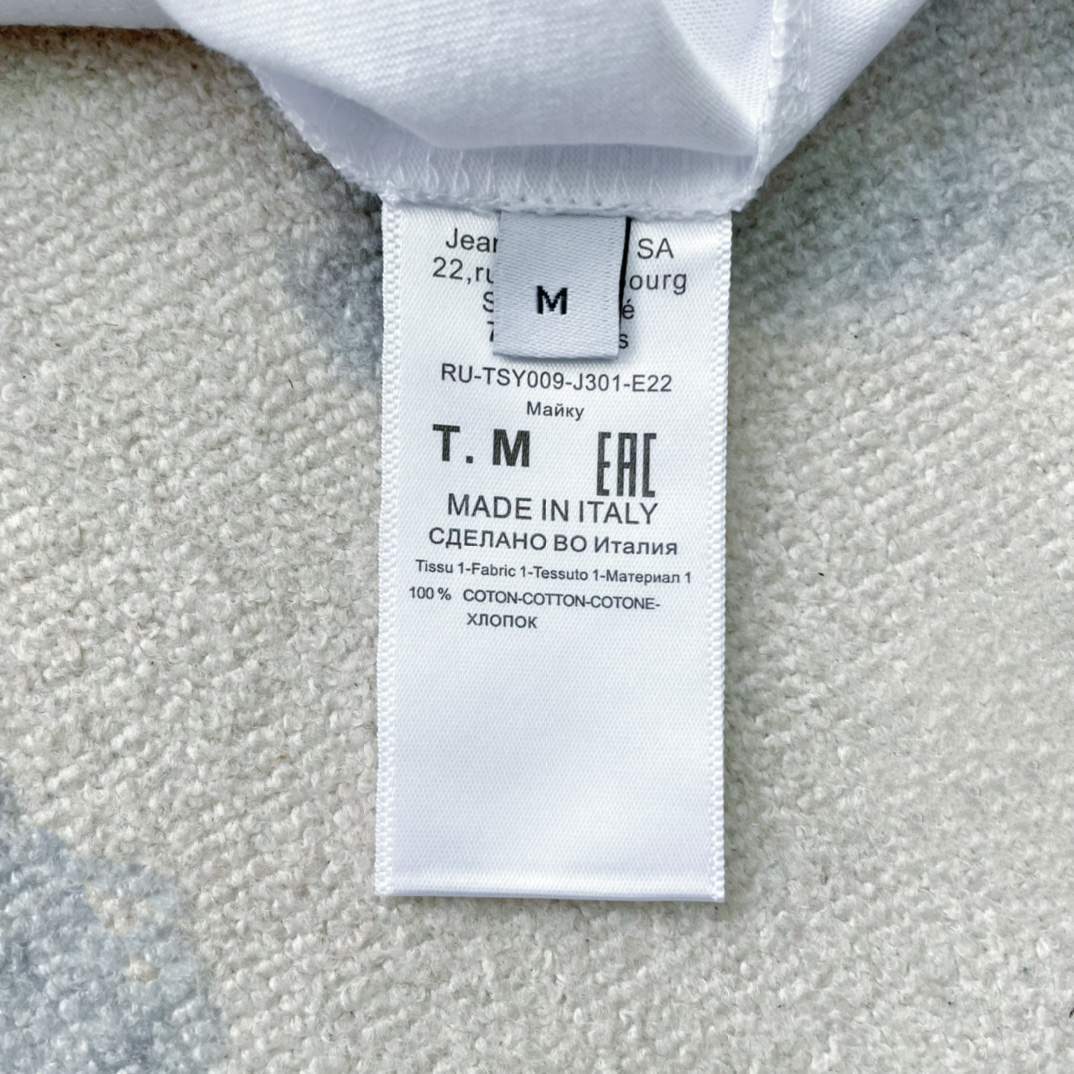 SA
22,
M
RU-TSY009-J301-E22
Майку
T. M EAC
MADE IN ITALY
СДЕЛАНО ВО Италия
Tissu 1-Fabric 1-Tessuto 1-Материал 1
100 % COTON-COTTON-COTONE-
ХЛОПОК